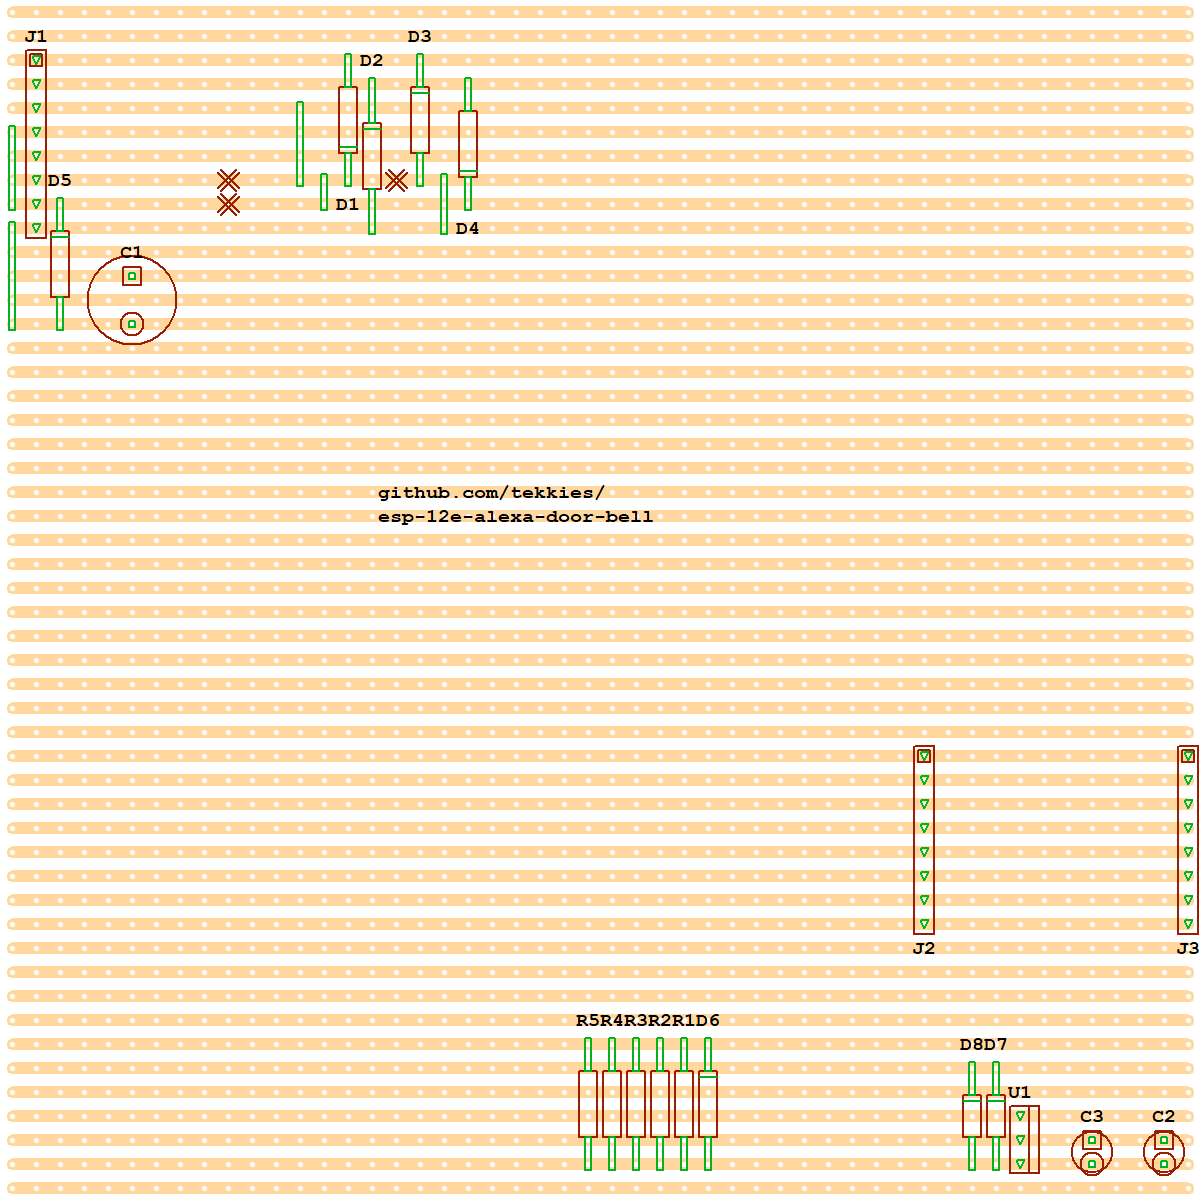 J1
D3
D2
D5
D1
D4
C1
github.com/tekkies/
esp-12e-alexa-door-bell
J2
J3
R5R4R3R2R1D6
D8D7
U1
C3
C2